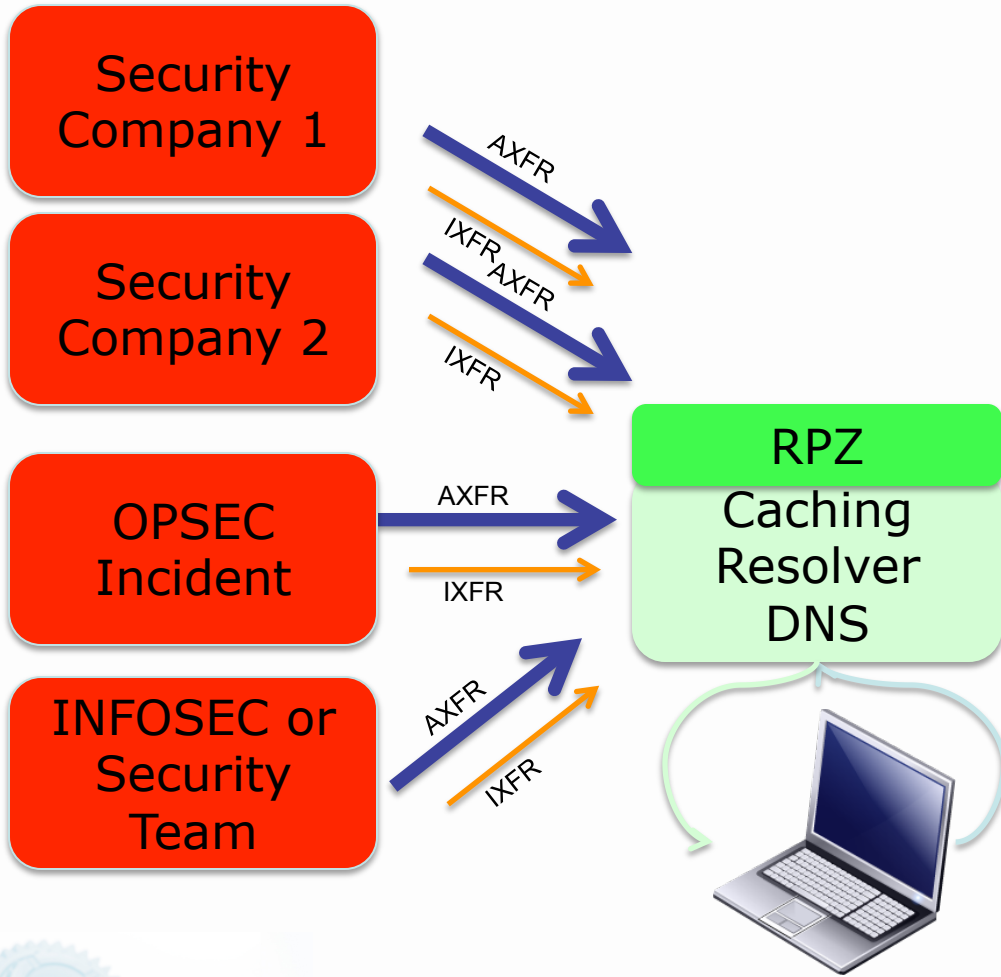 Security
Company 1
AXFR
IXFR
Security
Company 2
AXFR
IXFR
RPZ
Caching
Resolver
DNS
OPSEC
Incident
AXFR
IXFR
INFOSEC or
Security
Team
AXFR
IXFR